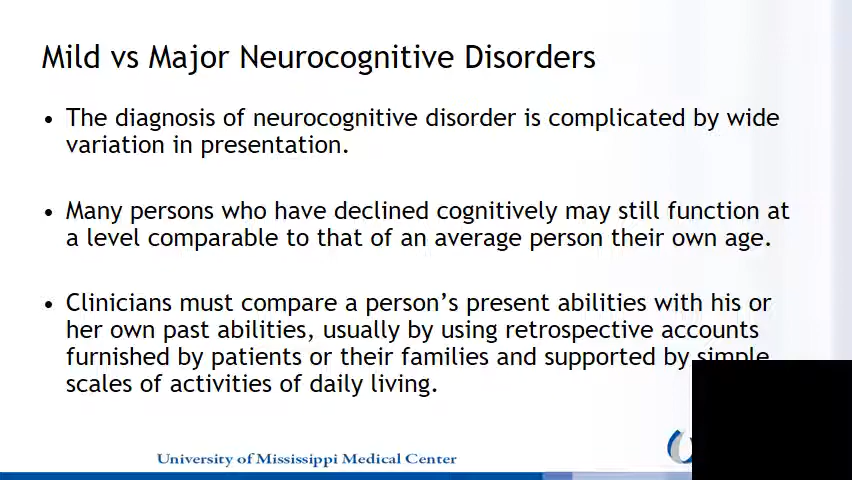 Mild vs Major Neurocognitive Disorders
• The diagnosis of neurocognitive disorder is complicated by wide
variation in presentation.
• Many persons who have declined cognitively may still function at
a level comparable to that of an average person their own age.
• Clinicians must compare a person’s present abilities with his or
her own past abilities, usually by using retrospective accounts
furnished by patients or their families and supported by simple
scales of activities of daily living.
University of Mississippi Medical Center